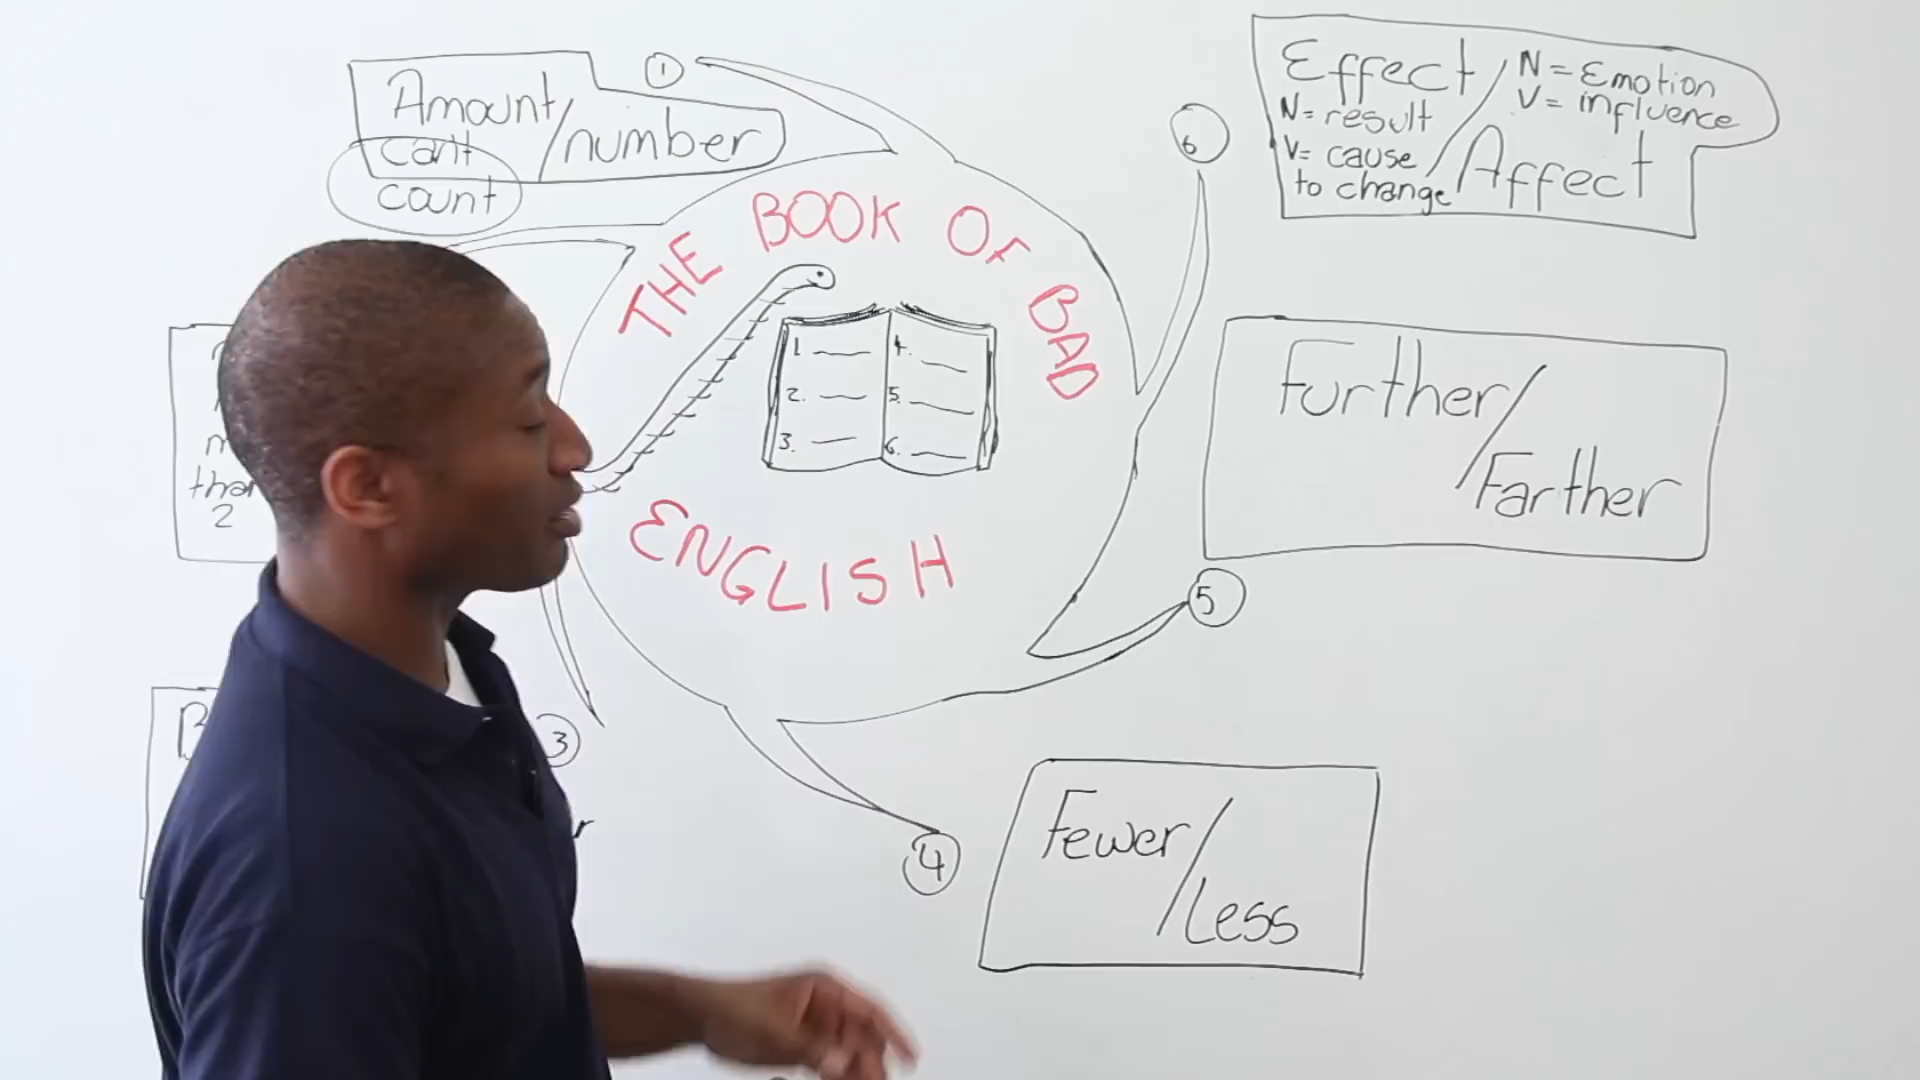 1
Amount/number
can't
count
THE BOOK OF BAD
ENGLISH
1.
2.
3.
4.
5.
6.
6
Effect/
N = result
V = cause
to change
N = Emotion
V = influence
Affect
Further/
Farther
5
than
2
3
4
Fewer/
Less